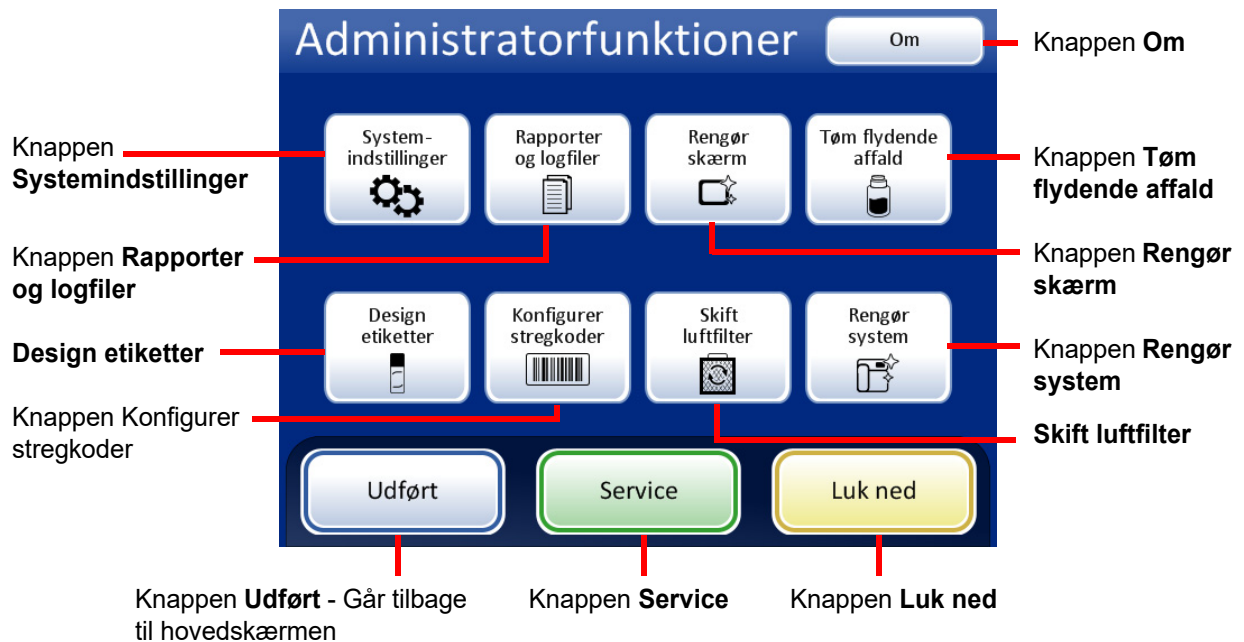 Administratorfunktioner
Om
Knappen Om
System-
indstillinger
Rapporter
og logfiler
Rengør
skærm
Tøm flydende
affald
Knappen
Systemindstillinger
Knappen Tøm
flydende affald
Knappen Rapporter
og logfiler
Knappen Rengør
skærm
Design
etiketter
Konfigurer
stregkoder
Skift
luftfilter
Rengør
system
Design etiketter
Knappen Rengør
system
Knappen Konfigurer
stregkoder
Skift luftfilter
Udført
Service
Luk ned
Knappen Udført - Går tilbage
til hovedskærmen
Knappen Service
Knappen Luk ned